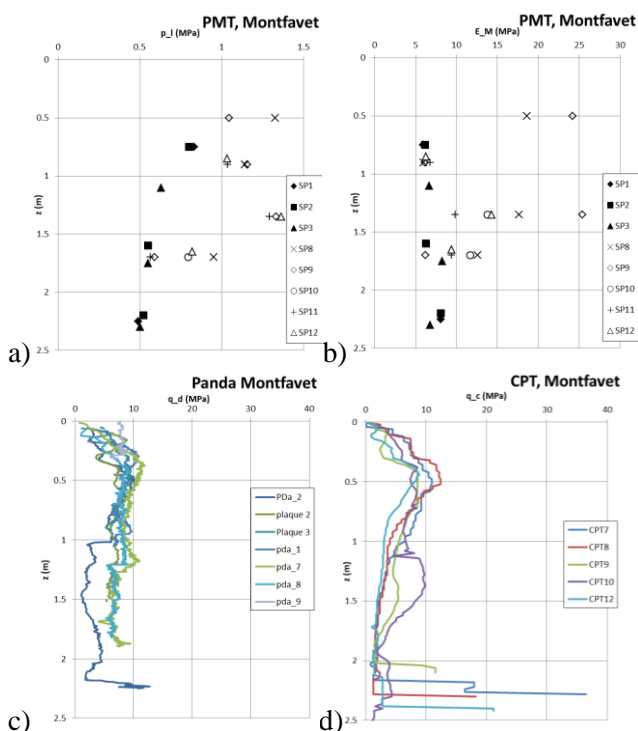 PMT, Montfavet
p_l (MPa)
0 0.5 1 1.5
0
0.5
1
1.5
2
2.5
z (m)
SP1
SP2
SP3
SP8
SP9
SP10
SP11
SP12
a)
PMT, Montfavet
E_M (MPa)
0 5 10 15 20 25 30
0
0.5
1
1.5
2
2.5
z (m)
SP1
SP2
SP3
SP8
SP9
SP10
SP11
SP12
b)
Panda Montfavet
q_d (MPa)
0 10 20 30 40
0
0.5
1
1.5
2
2.5
z (m)
PDa_2
plaque 2
Plaque 3
pda_1
pda_7
pda_8
pda_9
c)
CPT, Montfavet
q_c (MPa)
0 10 20 30 40
0
0.5
1
1.5
2
2.5
z (m)
CPT7
CPT8
CPT9
CPT10
CPT12
d)